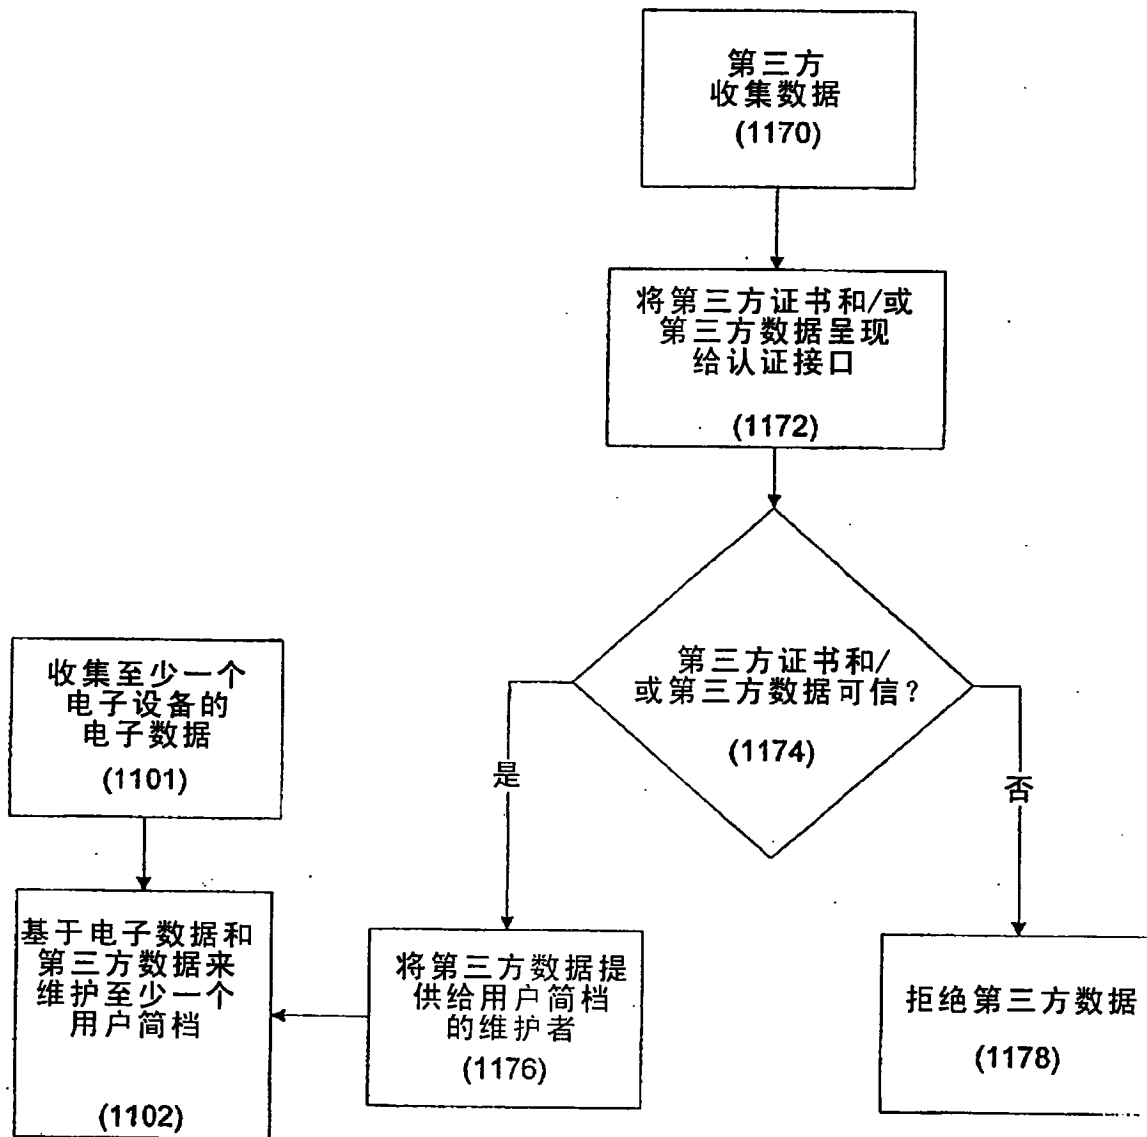 第三方
收集数据
(1170)
将第三方证书和/或
第三方数据呈现
给认证接口
(1172)
第三方证书和/
或第三方数据可信？
(1174)
是
否
收集至少一个
电子设备的
电子数据
(1101)
基于电子数据和
第三方数据来
维护至少一个
用户简档
(1102)
将第三方数据提
供给用户简档
的维护者
(1176)
拒绝第三方数据
(1178)